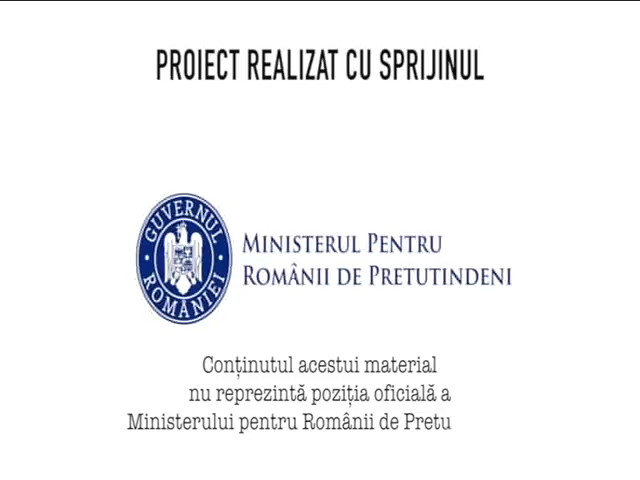 PROIECT REALIZAT CU SPRIJINUL
GUVERNUL
ROMÂNIEI
MINISTERUL PENTRU
ROMÂNII DE PRETUTINDENI
Conținutul acestui material
nu reprezintă poziția oficială a
Ministerului pentru Românii de Pretu